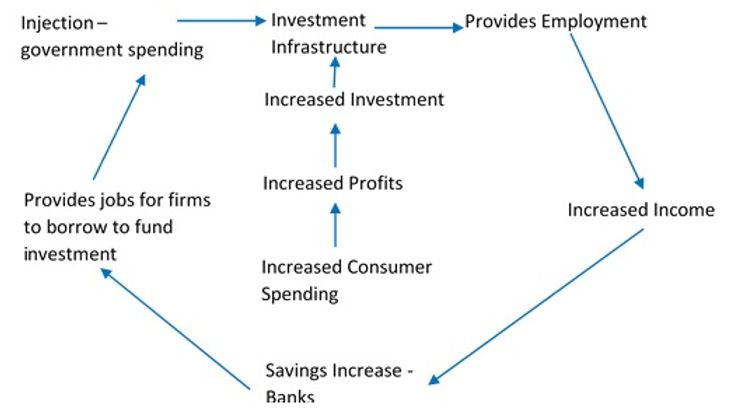 Injection –
government spending
Investment
Infrastructure
Provides Employment
Increased Investment
Increased Profits
Provides jobs for firms
to borrow to fund
investment
Increased Income
Increased Consumer
Spending
Savings Increase -
Banks